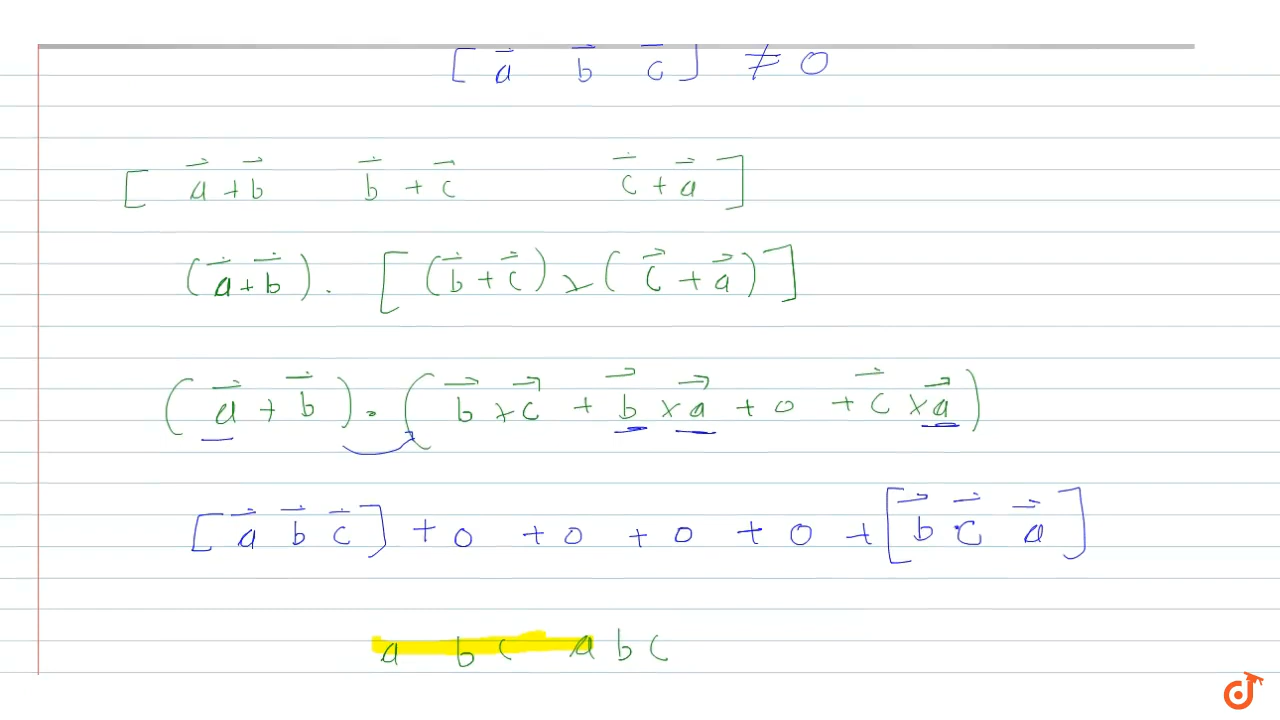 [ a⃗ b⃗ c⃗ ] ≠ 0
[ a⃗ + b⃗ b⃗ + c⃗ c⃗ + a⃗ ]
(a⃗ + b⃗) . [ (b⃗ + c⃗) × (c⃗ + a⃗) ]
(a⃗ + b⃗) . (b⃗ × c⃗ + b⃗ × a⃗ + 0 + c⃗ × a⃗)
[ a⃗ b⃗ c⃗ ] + 0 + 0 + 0 + 0 + [ b⃗ c⃗ a⃗ ]
a b c a b c